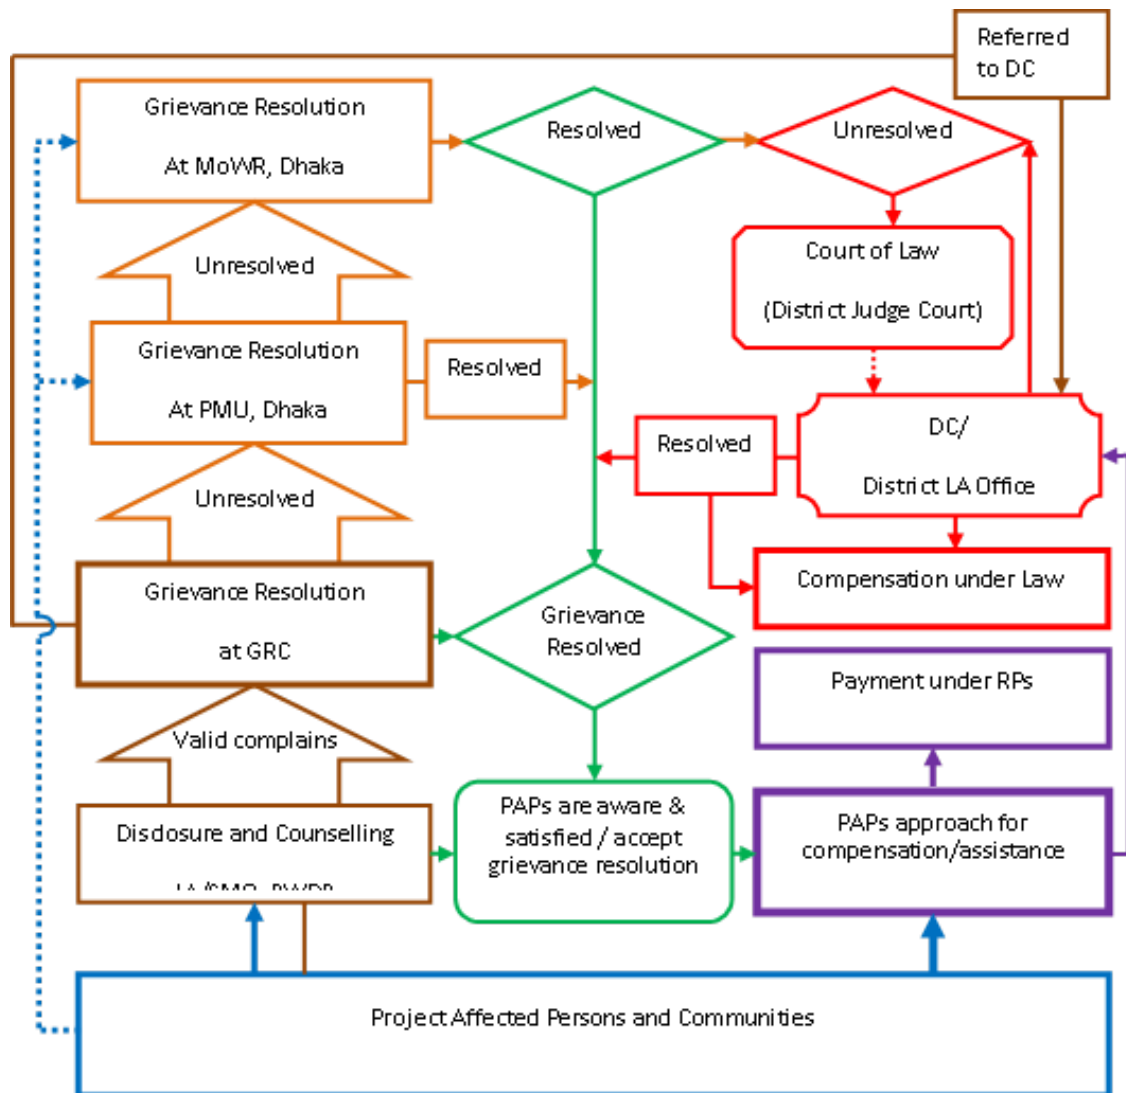 Referred
to DC
Grievance Resolution
At MoWR, Dhaka
Resolved
Unresolved
Unresolved
Court of Law
(District Judge Court)
Grievance Resolution
At PMU, Dhaka
Resolved
Resolved
DC/
District LA Office
Unresolved
Compensation under Law
Grievance Resolution
at GRC
Grievance
Resolved
Payment under RPs
Valid complains
Disclosure and Counselling
PAPs are aware &
satisfied / accept
grievance resolution
PAPs approach for
compensation/assistance
Project Affected Persons and Communities